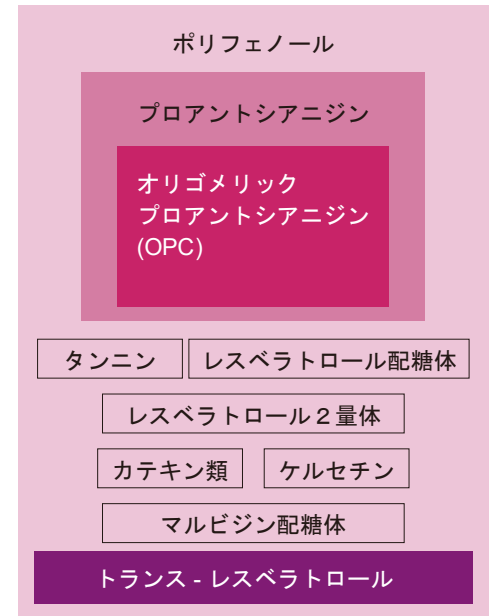 ポリフェノール
プロアントシアニジン
オリゴメリック
プロアントシアニジン
(OPC)
タンニン
レスベラトロール配糖体
レスベラトロール２量体
カテキン類
ケルセチン
マルビジン配糖体
トランス - レスベラトロール